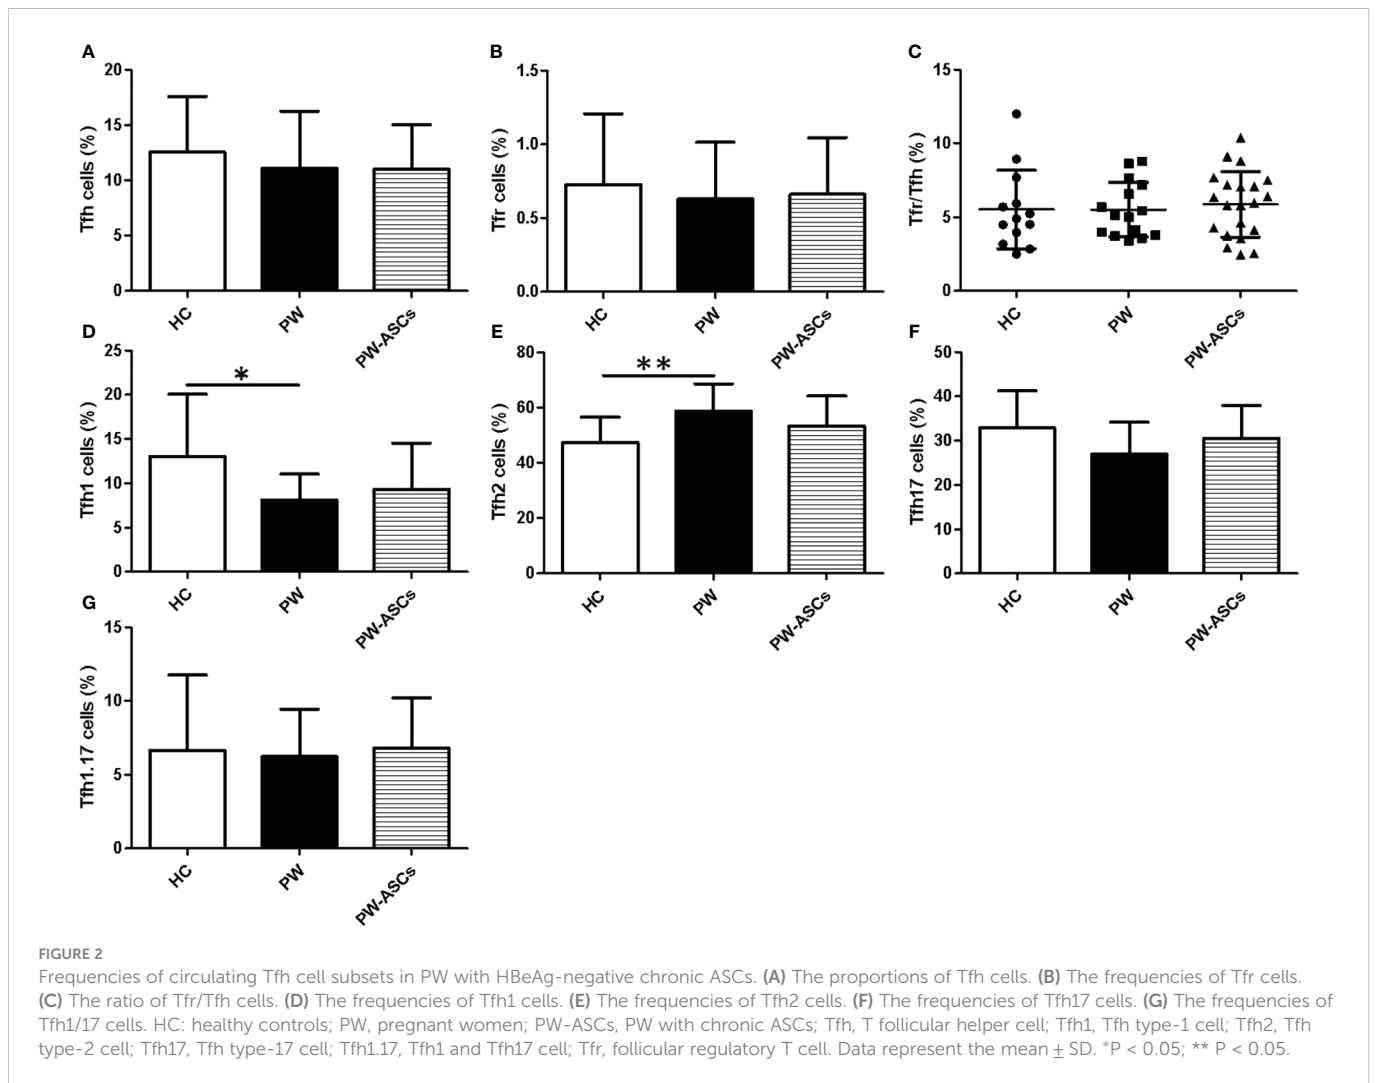 A
Tfh cells (%)
20
15
10
5
0
HC
PW
PW-ASCs
B
Tfr cells (%)
1.5
1.0
0.5
0.0
HC
PW
PW-ASCs
C
Tfr/Tfh (%)
15
10
5
0
HC
PW
PW-ASCs
D
Tfh1 cells (%)
25
20
15
10
5
0
*
HC
PW
PW-ASCs
E
Tfh2 cells (%)
80
60
40
20
0
**
HC
PW
PW-ASCs
F
Tfh17 cells (%)
50
40
30
20
10
0
HC
PW
PW-ASCs
G
Tfh1.17 cells (%)
15
10
5
0
HC
PW
PW-ASCs
FIGURE 2
Frequencies of circulating Tfh cell subsets in PW with HBeAg-negative chronic ASCs. (A) The proportions of Tfh cells. (B) The frequencies of Tfr cells.
(C) The ratio of Tfr/Tfh cells. (D) The frequencies of Tfh1 cells. (E) The frequencies of Tfh2 cells. (F) The frequencies of Tfh17 cells. (G) The frequencies of
Tfh1/17 cells. HC: healthy controls; PW, pregnant women; PW-ASCs, PW with chronic ASCs; Tfh, T follicular helper cell; Tfh1, Tfh type-1 cell; Tfh2, Tfh
type-2 cell; Tfh17, Tfh type-17 cell; Tfh1.17, Tfh1 and Tfh17 cell; Tfr, follicular regulatory T cell. Data represent the mean ± SD. *P < 0.05; ** P < 0.05.